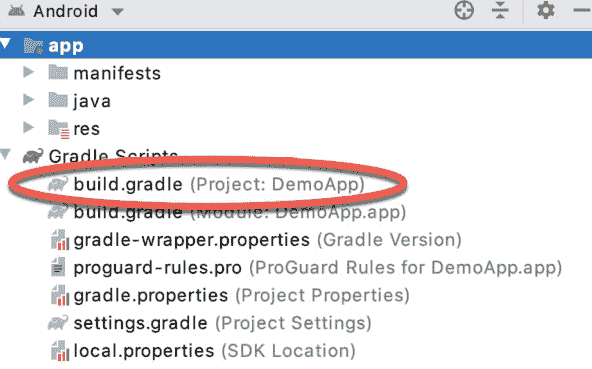 Android
app
manifests
java
res
Gradle Scripts
build.gradle (Project: DemoApp)
build.gradle (Module: DemoApp.app)
gradle-wrapper.properties (Gradle Version)
proguard-rules.pro (ProGuard Rules for DemoApp.app)
gradle.properties (Project Properties)
settings.gradle (Project Settings)
local.properties (SDK Location)